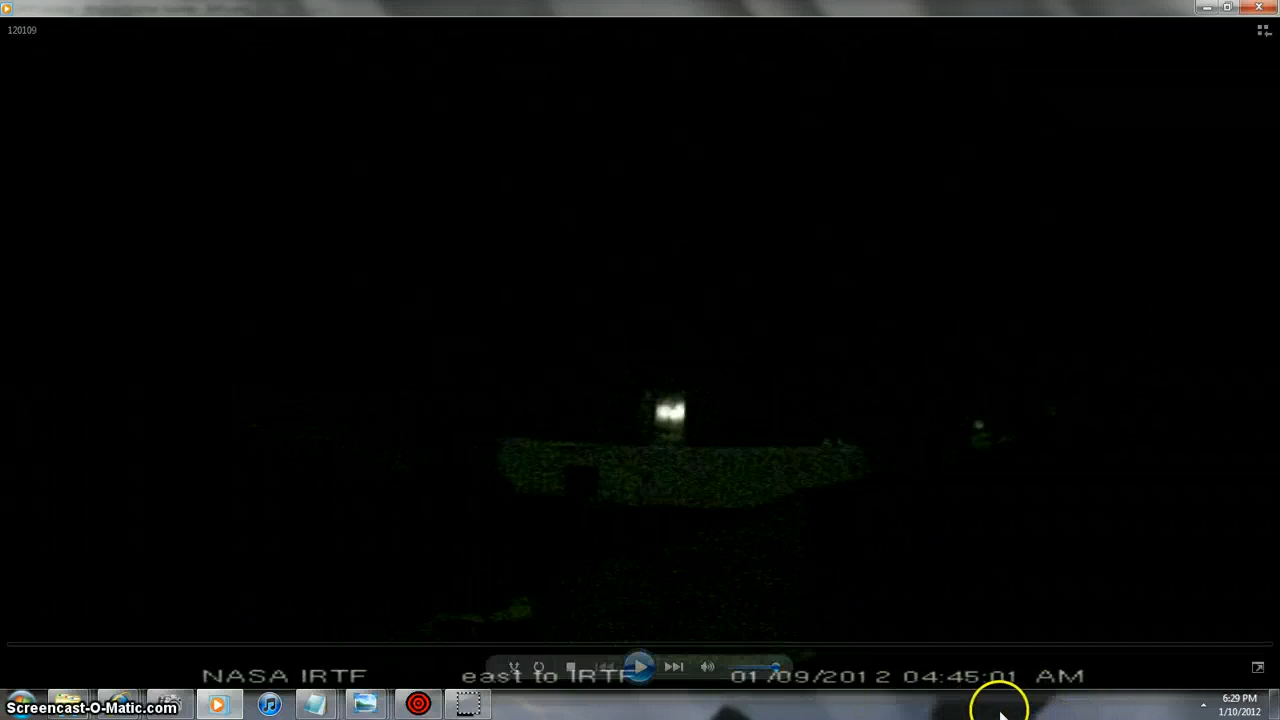 120109
NASA IRTF east to IRTF 01/09/2012 04:45:01 AM
6:29 PM
Screencast-O-Matic.com
1/10/2012